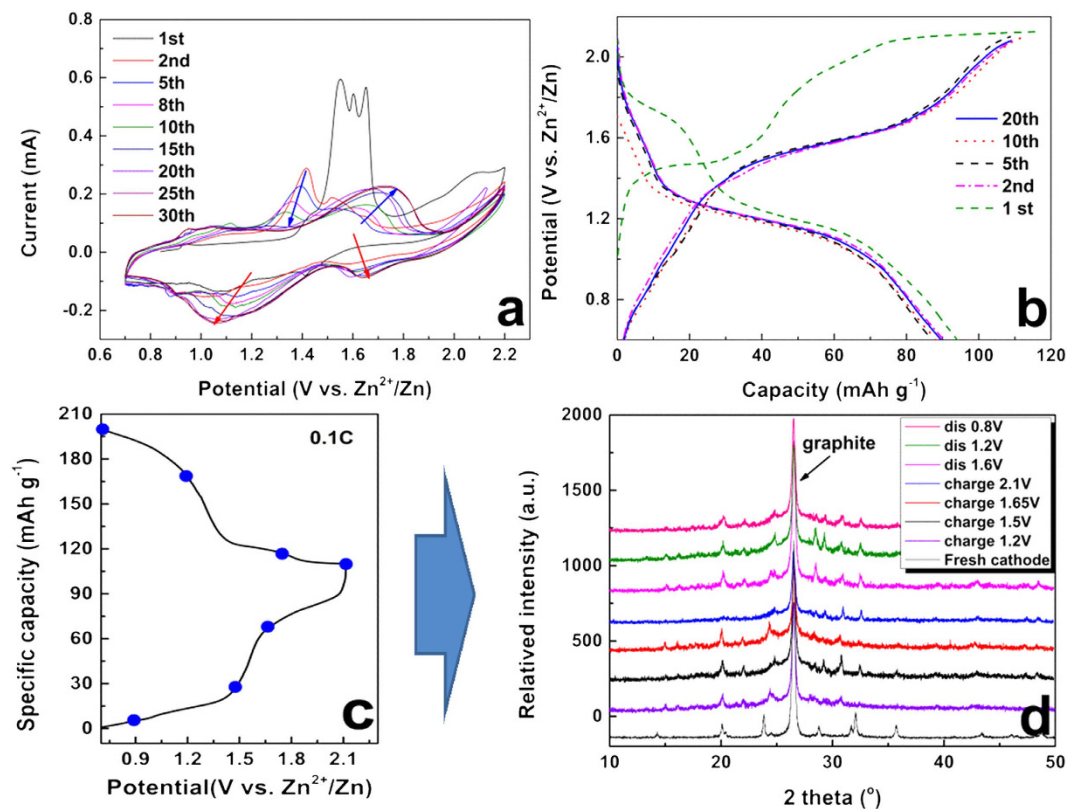 0.8
0.6
0.4
0.2
0.0
-0.2
Current (mA)
1st
2nd
5th
8th
10th
15th
20th
25th
30th
a
0.6 0.8 1.0 1.2 1.4 1.6 1.8 2.0 2.2
Potential (V vs. Zn²⁺/Zn)
2.0
1.6
1.2
0.8
Potential (V vs. Zn²⁺/Zn)
20th
10th
5th
2nd
1 st
b
0 20 40 60 80 100 120
Capacity (mAh g⁻¹)
210
180
150
120
90
60
30
0
Specific capacity (mAh g⁻¹)
0.1C
c
0.9 1.2 1.5 1.8 2.1
Potential(V vs. Zn²⁺/Zn)
2000
1500
1000
500
0
Relatived intensity (a.u.)
graphite
dis 0.8V
dis 1.2V
dis 1.6V
charge 2.1V
charge 1.65V
charge 1.5V
charge 1.2V
Fresh cathode
d
10 20 30 40 50
2 theta (°)